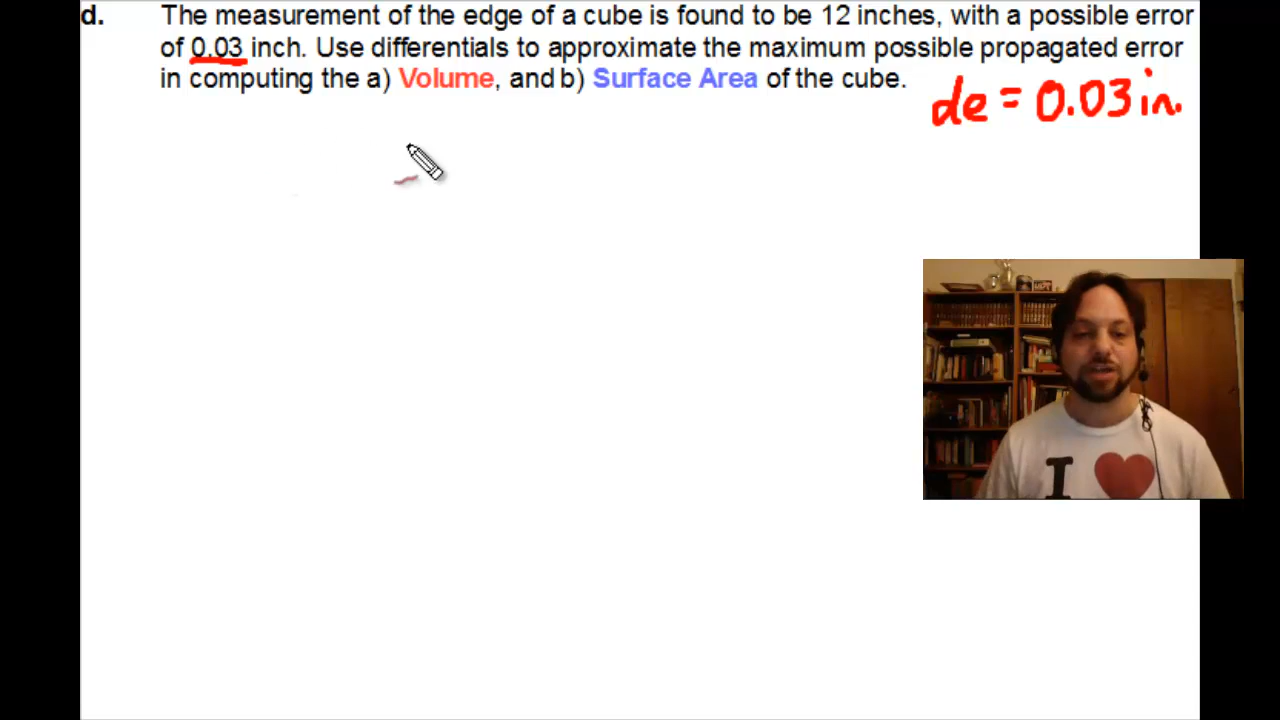 d. The measurement of the edge of a cube is found to be 12 inches, with a possible error
of 0.03 inch. Use differentials to approximate the maximum possible propagated error
in computing the a) Volume, and b) Surface Area of the cube.
de = 0.03 in.
I